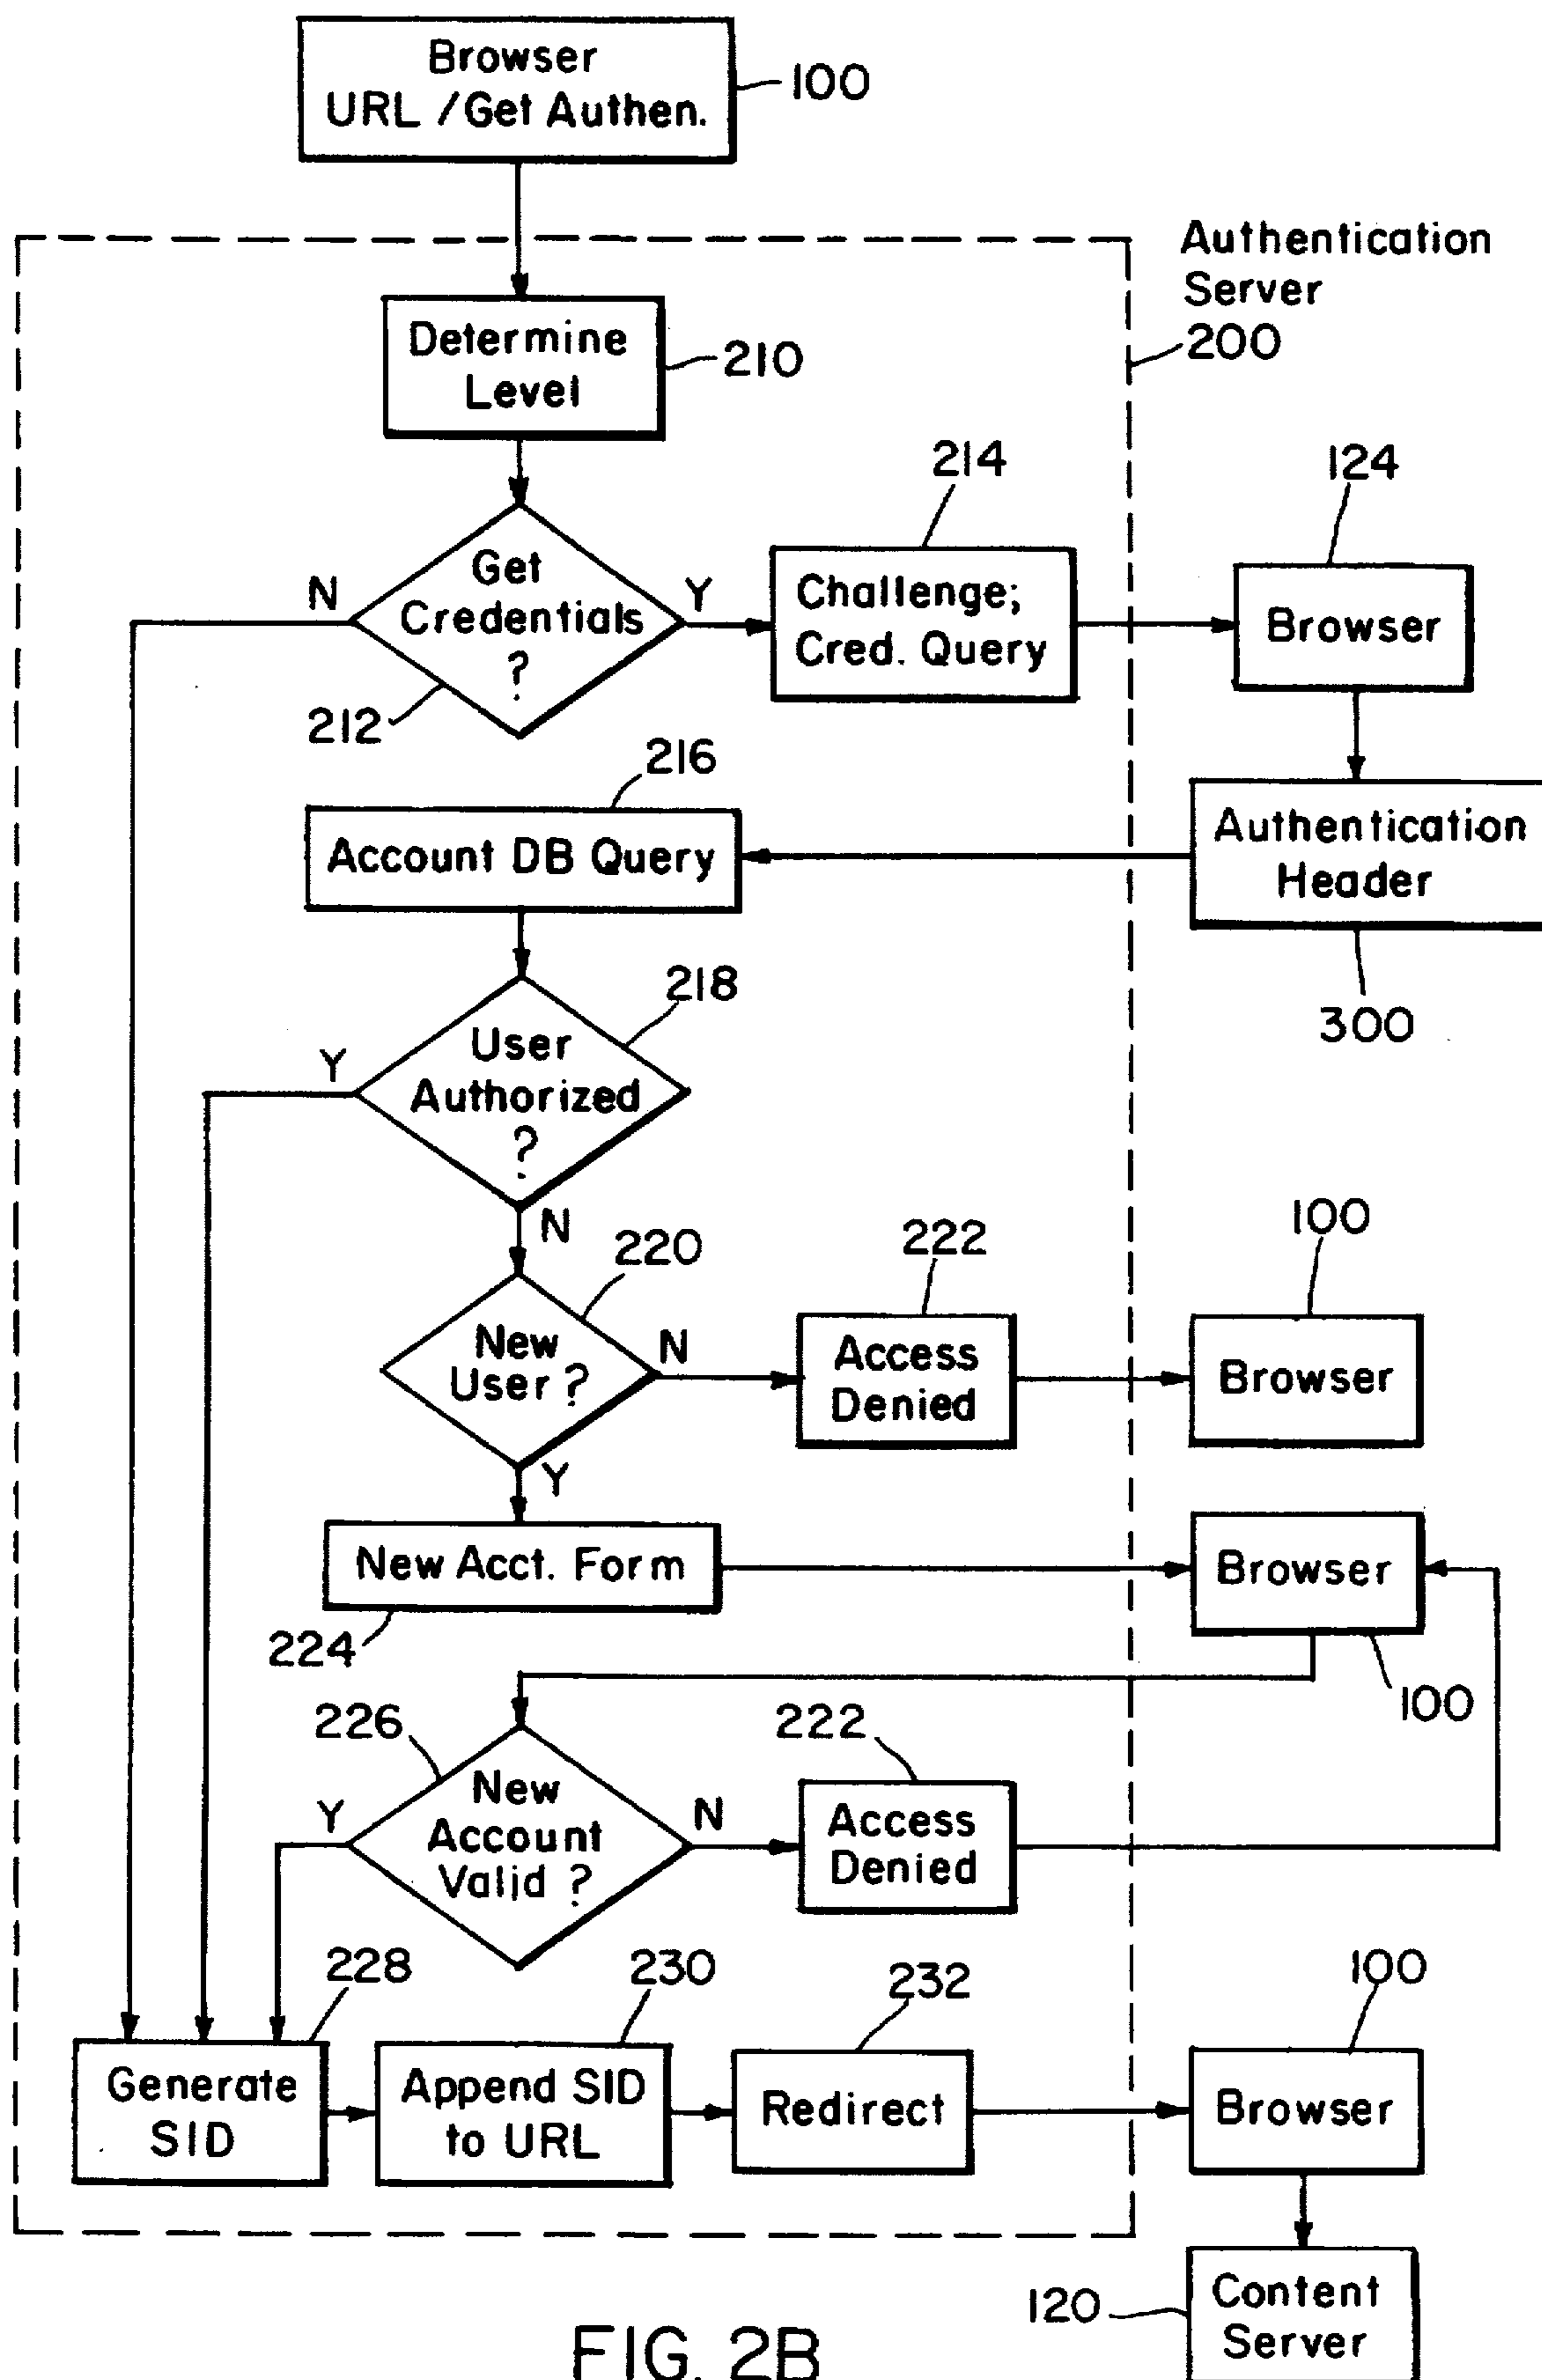 Browser
URL /Get Authen.
100
Authentication
Server
200
Determine
Level
210
214
124
Get
Credentials
?
N
Y
212
Challenge;
Cred. Query
Browser
216
Account DB Query
Authentication
Header
300
218
User
Authorized
?
Y
N
220
222
100
New
User ?
N
Y
Access
Denied
Browser
New Acct. Form
224
Browser
100
226
222
New
Account
Valid ?
Y
N
Access
Denied
228
230
232
100
Generate
SID
Append SID
to URL
Redirect
Browser
120
Content
Server
FIG. 2B